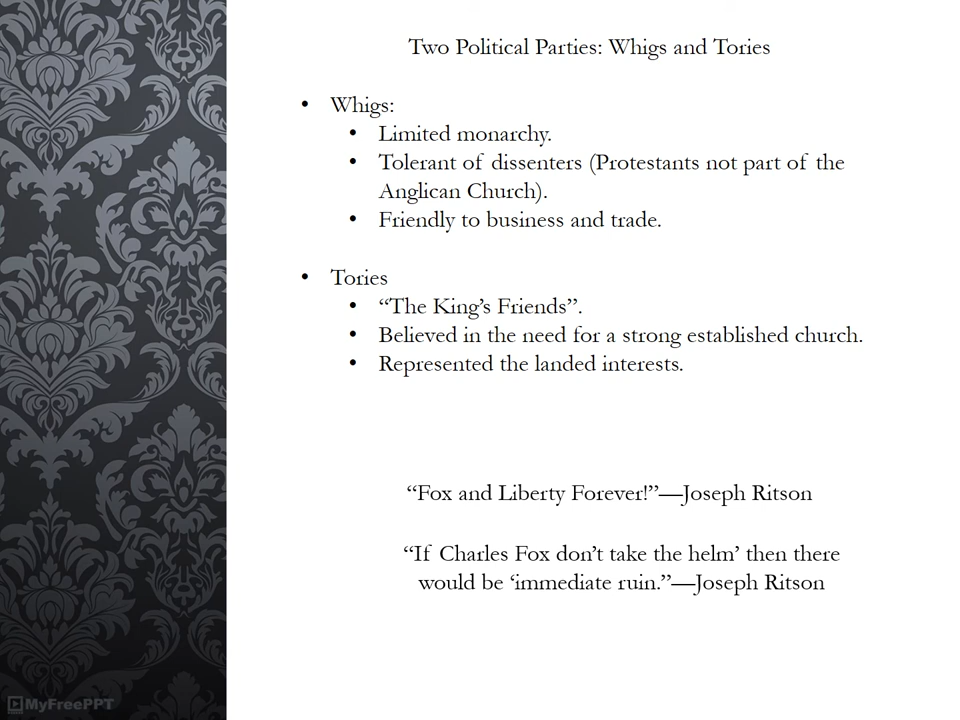 Two Political Parties: Whigs and Tories
• Whigs:
• Limited monarchy.
• Tolerant of dissenters (Protestants not part of the
Anglican Church).
• Friendly to business and trade.
• Tories
• “The King’s Friends”.
• Believed in the need for a strong established church.
• Represented the landed interests.
“Fox and Liberty Forever!”—Joseph Ritson
“If Charles Fox don’t take the helm’ then there
would be ‘immediate ruin.”—Joseph Ritson
MyFreePPT